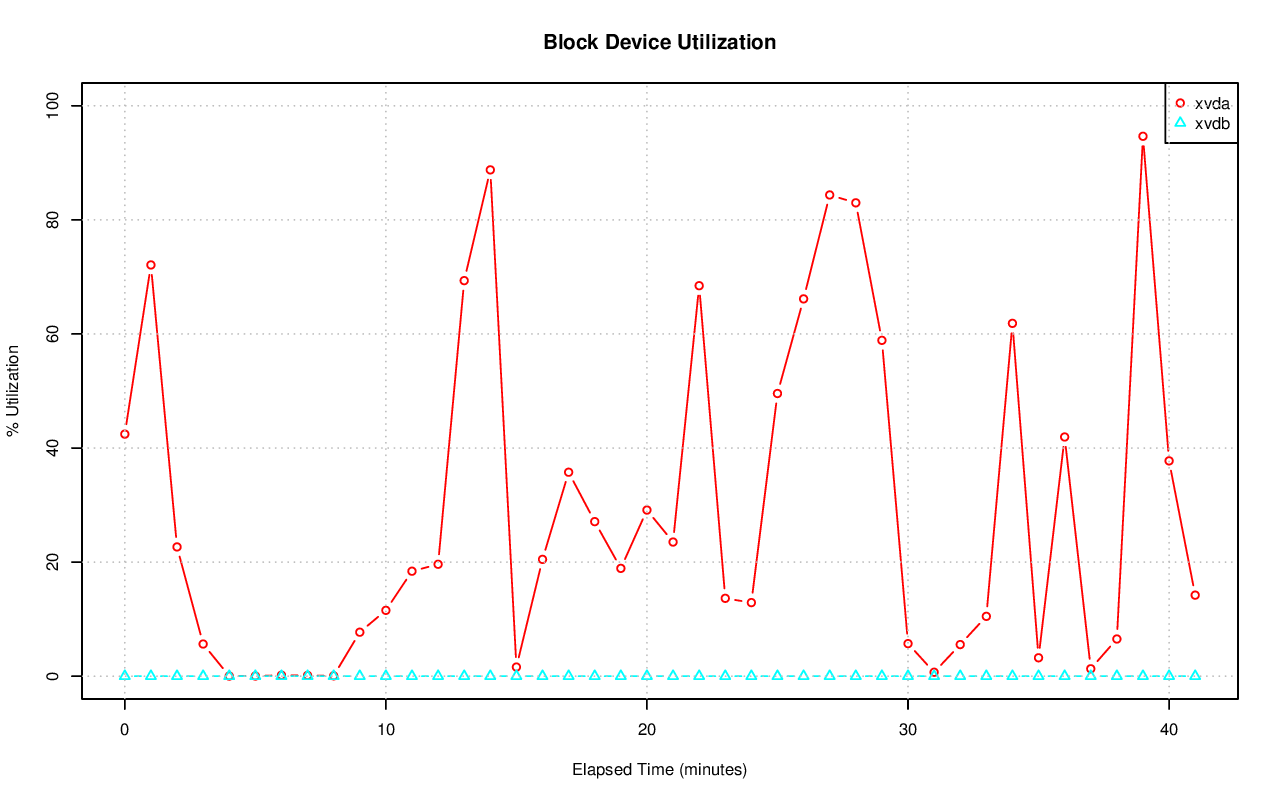 Block Device Utilization
xvda
xvdb
% Utilization
100
80
60
40
20
0
0 10 20 30 40
Elapsed Time (minutes)